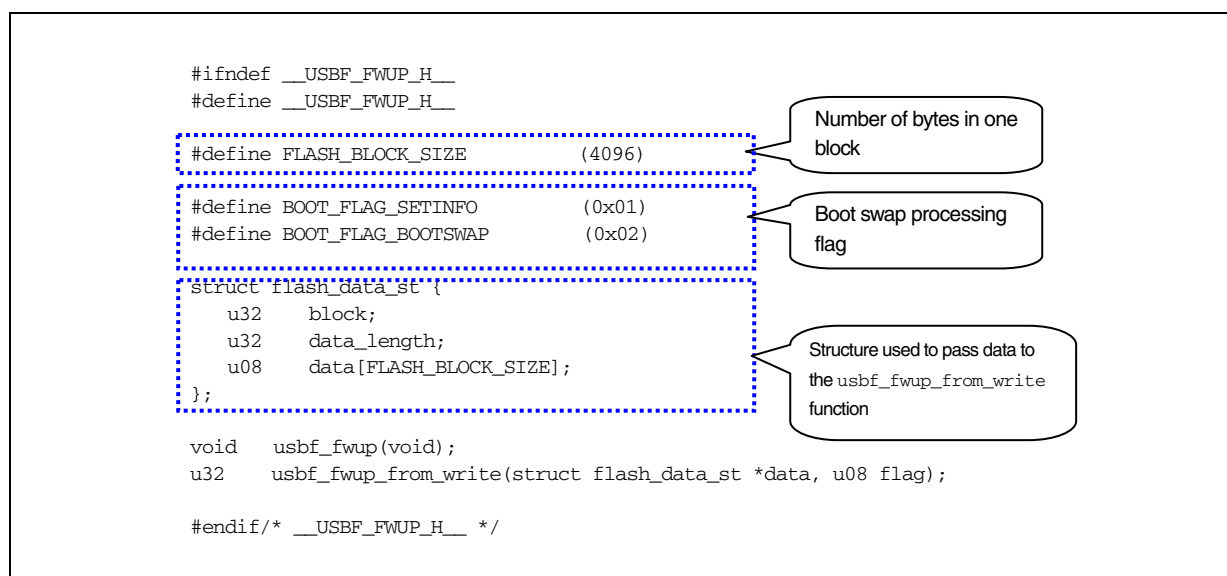 #ifndef __USBF_FWUP_H__
#define __USBF_FWUP_H__
#define FLASH_BLOCK_SIZE (4096)
Number of bytes in one
block
#define BOOT_FLAG_SETINFO (0x01)
#define BOOT_FLAG_BOOTSWAP (0x02)
Boot swap processing
flag
struct flash_data_st {
u32 block;
u32 data_length;
u08 data[FLASH_BLOCK_SIZE];
};
Structure used to pass data to
the usbf_fwup_from_write
function
void usbf_fwup(void);
u32 usbf_fwup_from_write(struct flash_data_st *data, u08 flag);
#endif/* __USBF_FWUP_H__ */